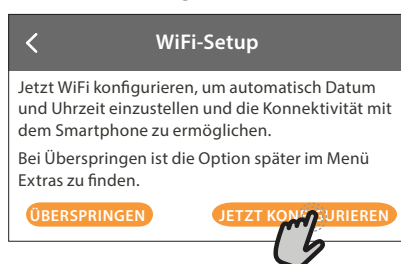 WiFi-Setup
Jetzt WiFi konfigurieren, um automatisch Datum
und Uhrzeit einzustellen und die Konnektivität mit
dem Smartphone zu ermöglichen.
Bei Überspringen ist die Option später im Menü
Extras zu finden.
ÜBERSPRINGEN
JETZT KONFIGURIEREN